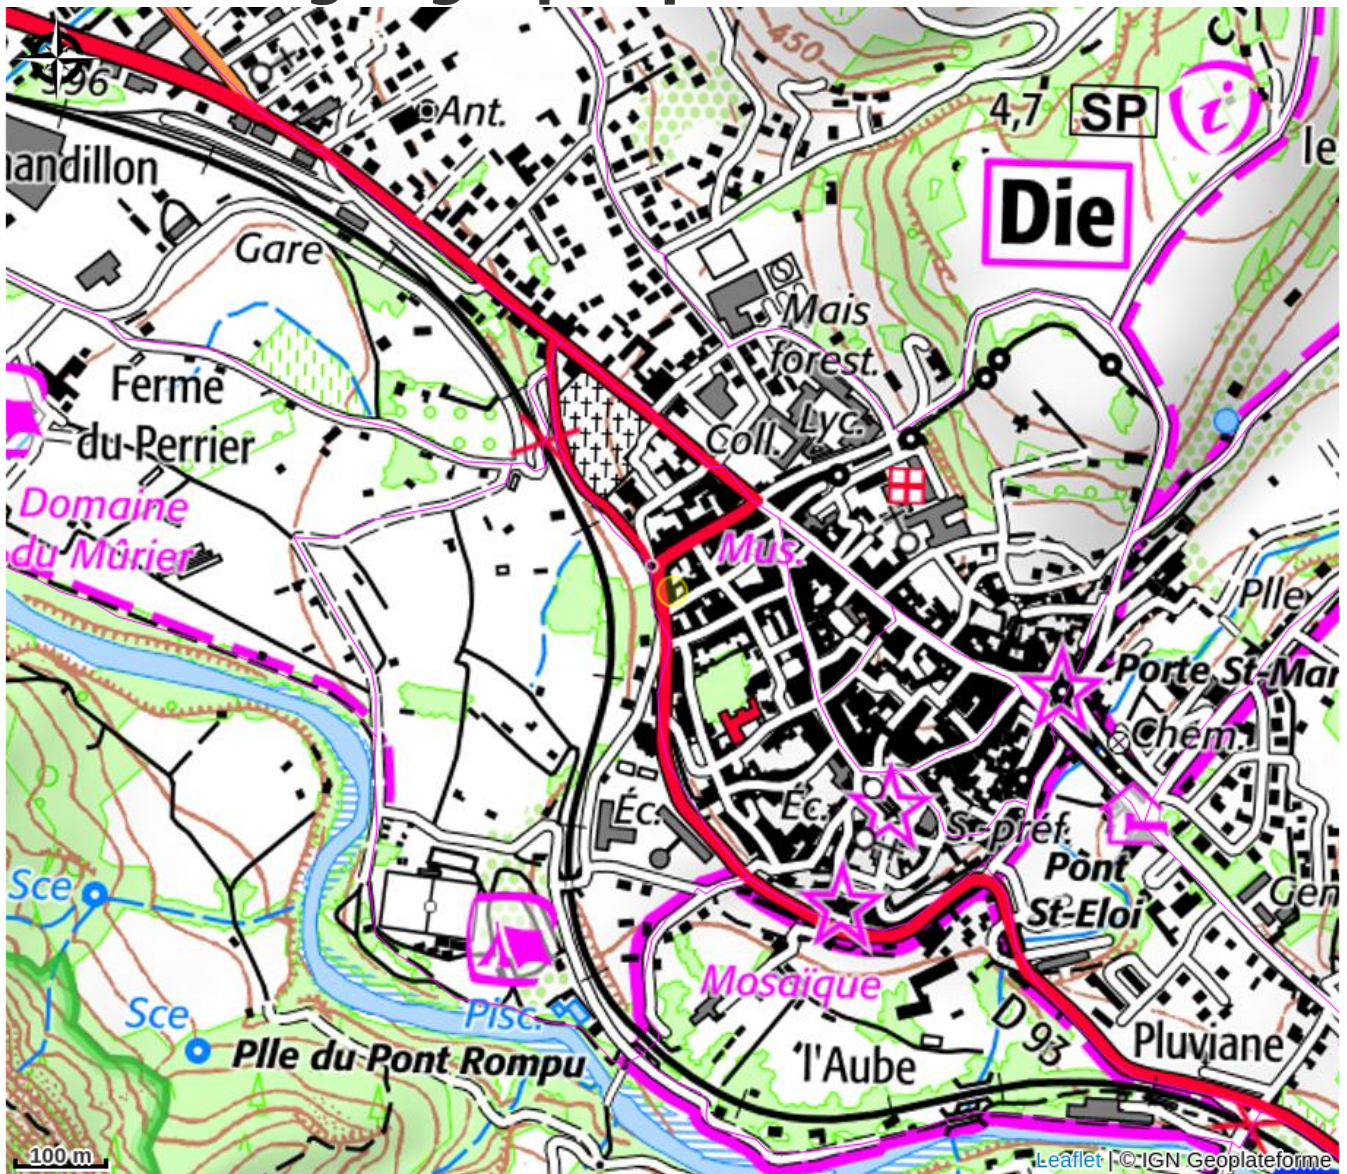 450
396
Ant.
4,7
SP
i
le
andillon
Die
Gare
Mais
forest.
Ferme
du Perrier
Lyc.
Coll.
Domaine
du Mûrier
Mus.
Plle
Porte St-Mar
Chem.
Éc.
Éc.
S.-préf.
Pont
St-Eloi
Sce
Gen
Mosaïque
Sce
Pisc.
D 93
Plle du Pont Rompu
l'Aube
Pluviane
100 m
Leaflet | © IGN Geoplateforme